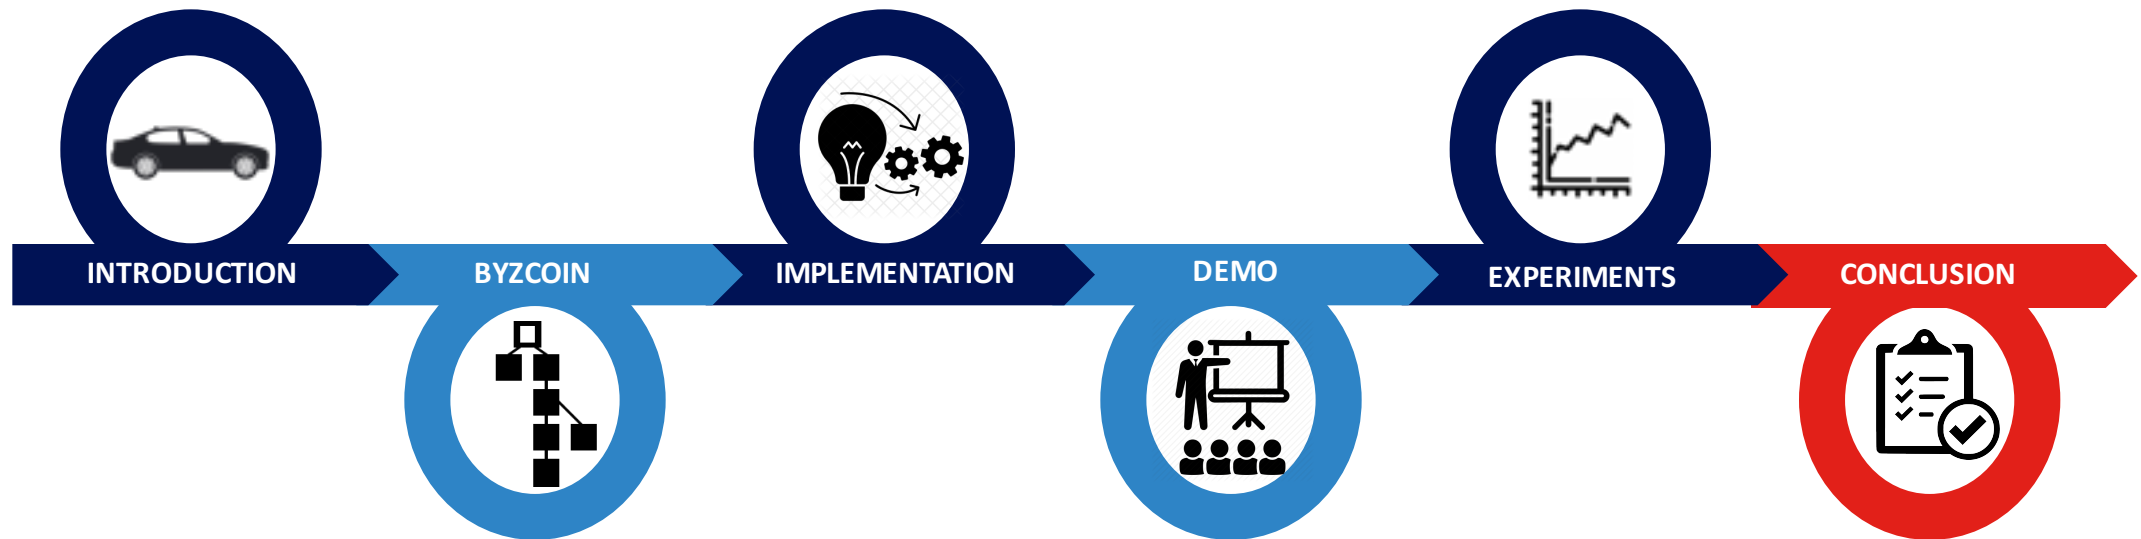 INTRODUCTION
BYZCOIN
IMPLEMENTATION
DEMO
EXPERIMENTS
CONCLUSION